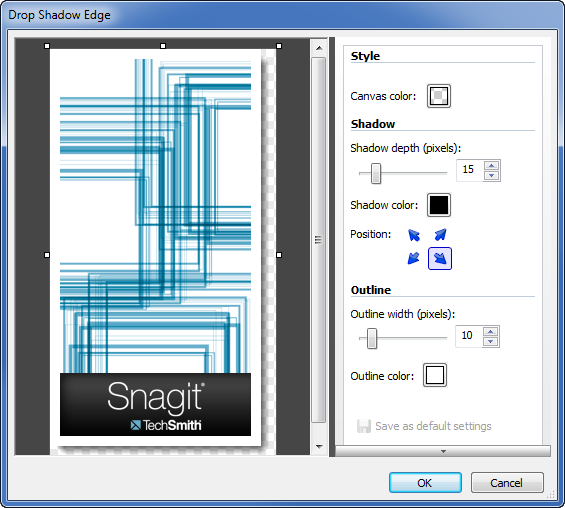 Drop Shadow Edge
Style
Canvas color:
Shadow
Shadow depth (pixels):
15
Shadow color:
Position:
Outline
Outline width (pixels):
10
Outline color:
Save as default settings
Snagit®
TechSmith
OK
Cancel